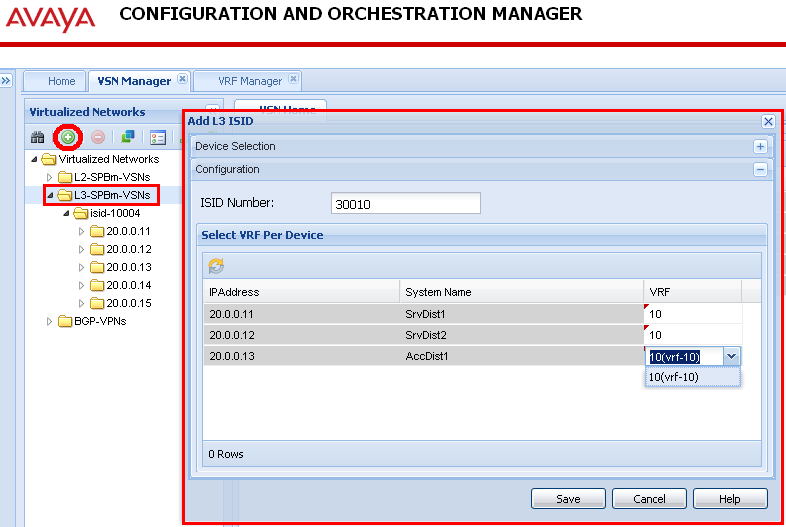 AVAYA CONFIGURATION AND ORCHESTRATION MANAGER
Home VSN Manager VRF Manager
Virtualized Networks
VSN Home
Add L3 ISID
Device Selection
Virtualized Networks
Configuration
L2-SPBm-VSNs
L3-SPBm-VSNs
ISID Number: 30010
isid-10004
20.0.0.11
Select VRF Per Device
20.0.0.12
20.0.0.13
20.0.0.14
IPAddress System Name VRF
20.0.0.15
20.0.0.11 SrvDist1 10
BGP-VPNs
20.0.0.12 SrvDist2 10
20.0.0.13 AccDist1 10(vrf-10)
10(vrf-10)
0 Rows
Save Cancel Help